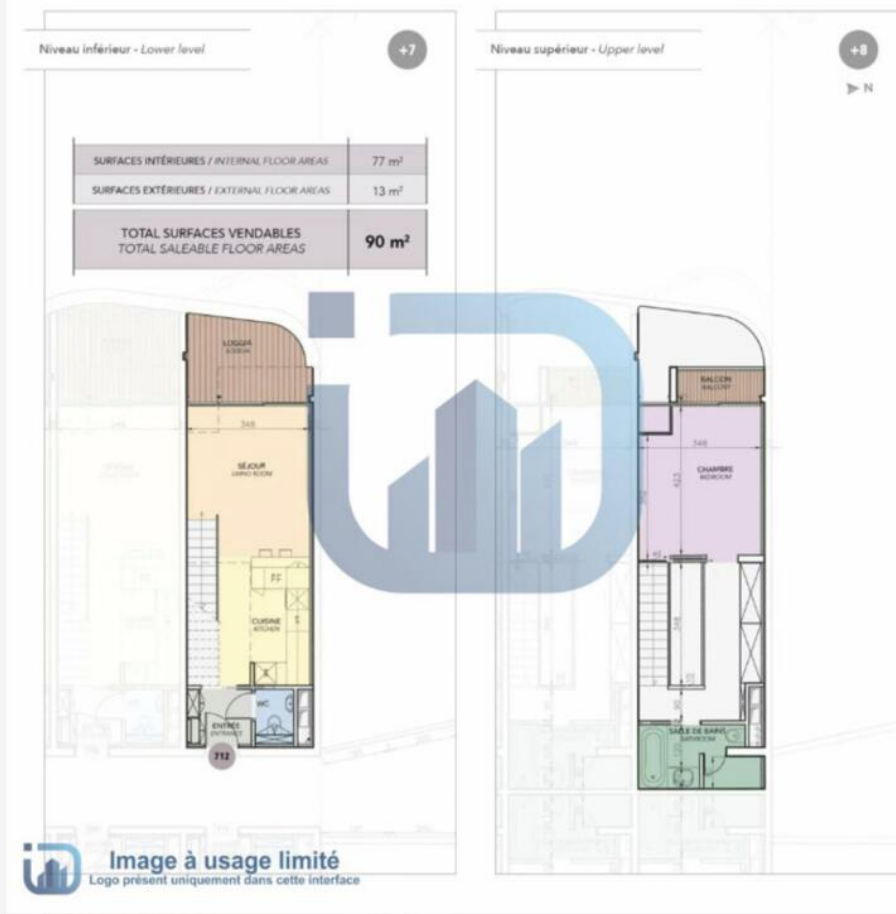 Niveau inférieur - Lower level
+7
SURFACES INTÉRIEURES / INTERNAL FLOOR AREAS 77 m²
SURFACES EXTÉRIEURES / EXTERNAL FLOOR AREAS 13 m²
TOTAL SURFACES VENDABLES
TOTAL SALEABLE FLOOR AREAS
90 m²
LOGGIA
348
SÉJOUR
LIVING ROOM
CUISINE
KITCHEN
WC
ENTRÉE
ENTRANCE
712
Niveau supérieur - Upper level
+8
N
BALCON
348
CHAMBRE
BEDROOM
423
348
90
SALLE DE BAINS
BATHROOM
120
Image à usage limité
Logo présent uniquement dans cette interface